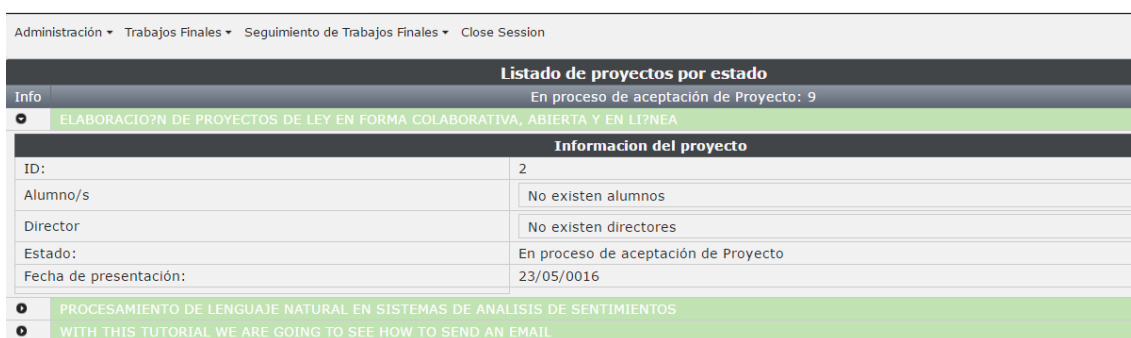 Administración Trabajos Finales Seguimiento de Trabajos Finales Close Session
Listado de proyectos por estado
Info En proceso de aceptación de Proyecto: 9
ELABORACIO?N DE PROYECTOS DE LEY EN FORMA COLABORATIVA, ABIERTA Y EN LI?NEA
Informacion del proyecto
ID: 2
Alumno/s No existen alumnos
Director No existen directores
Estado: En proceso de aceptación de Proyecto
Fecha de presentación: 23/05/0016
PROCESAMIENTO DE LENGUAJE NATURAL EN SISTEMAS DE ANALISIS DE SENTIMIENTOS
WITH THIS TUTORIAL WE ARE GOING TO SEE HOW TO SEND AN EMAIL